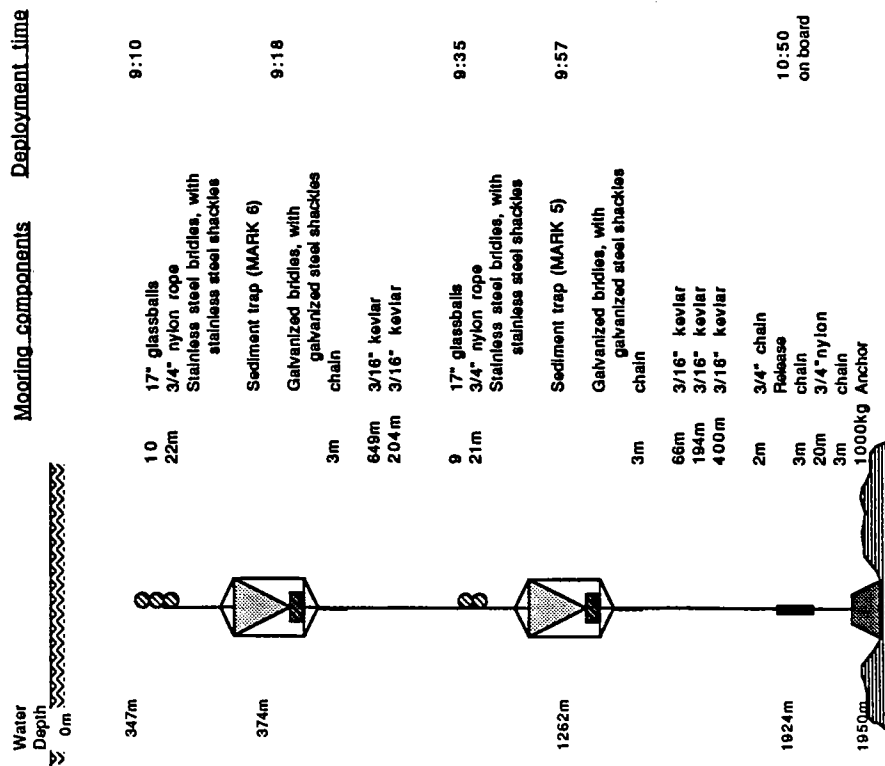 Water
Depth
Mooring components
Deployment time
0m
347m
10 17" glassballs
9:10
22m 3/4" nylon rope
Stainless steel bridles, with
stainless steel shackles
374m
Sediment trap (MARK 6)
9:18
Galvanized bridles, with
galvanized steel shackles
3m chain
649m 3/16" kevlar
204m 3/16" kevlar
9 17" glassballs
9:35
21m 3/4" nylon rope
Stainless steel bridles, with
stainless steel shackles
1262m
Sediment trap (MARK 5)
9:57
Galvanized bridles, with
galvanized steel shackles
3m chain
66m 3/16" kevlar
194m 3/16" kevlar
400m 3/16" kevlar
2m 3/4" chain
1924m
Release
10:50
on board
3m chain
20m 3/4"nylon
3m chain
1950m
1000kg Anchor